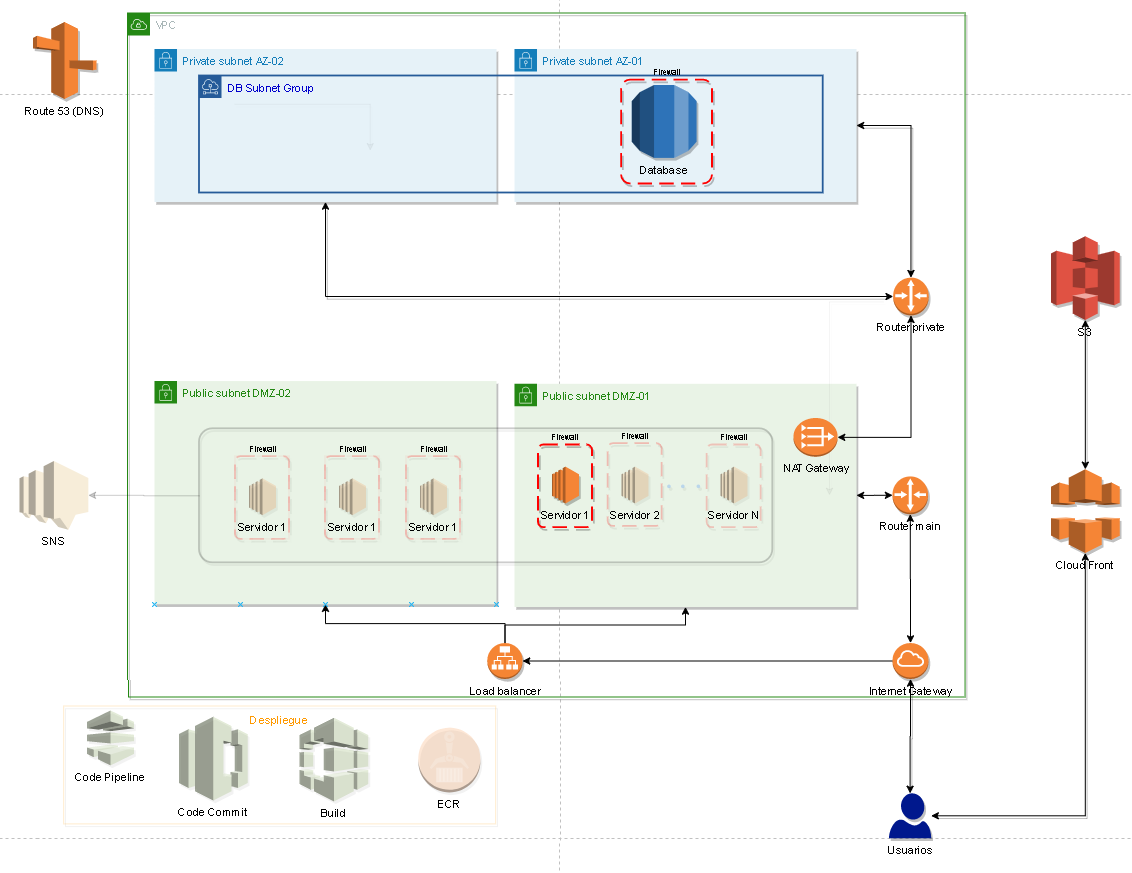 VPC
Route 53 (DNS)
Private subnet AZ-02
Private subnet AZ-01
DB Subnet Group
Firewall
Database
Router private
S3
Public subnet DMZ-02
Public subnet DMZ-01
Firewall
Firewall
Firewall
Firewall
Firewall
Firewall
Servidor 1
Servidor 1
Servidor 1
Servidor 1
Servidor 2
Servidor N
NAT Gateway
SNS
Router main
Cloud Front
Load balancer
Internet Gateway
Despliegue
Code Pipeline
Code Commit
Build
ECR
Usuarios